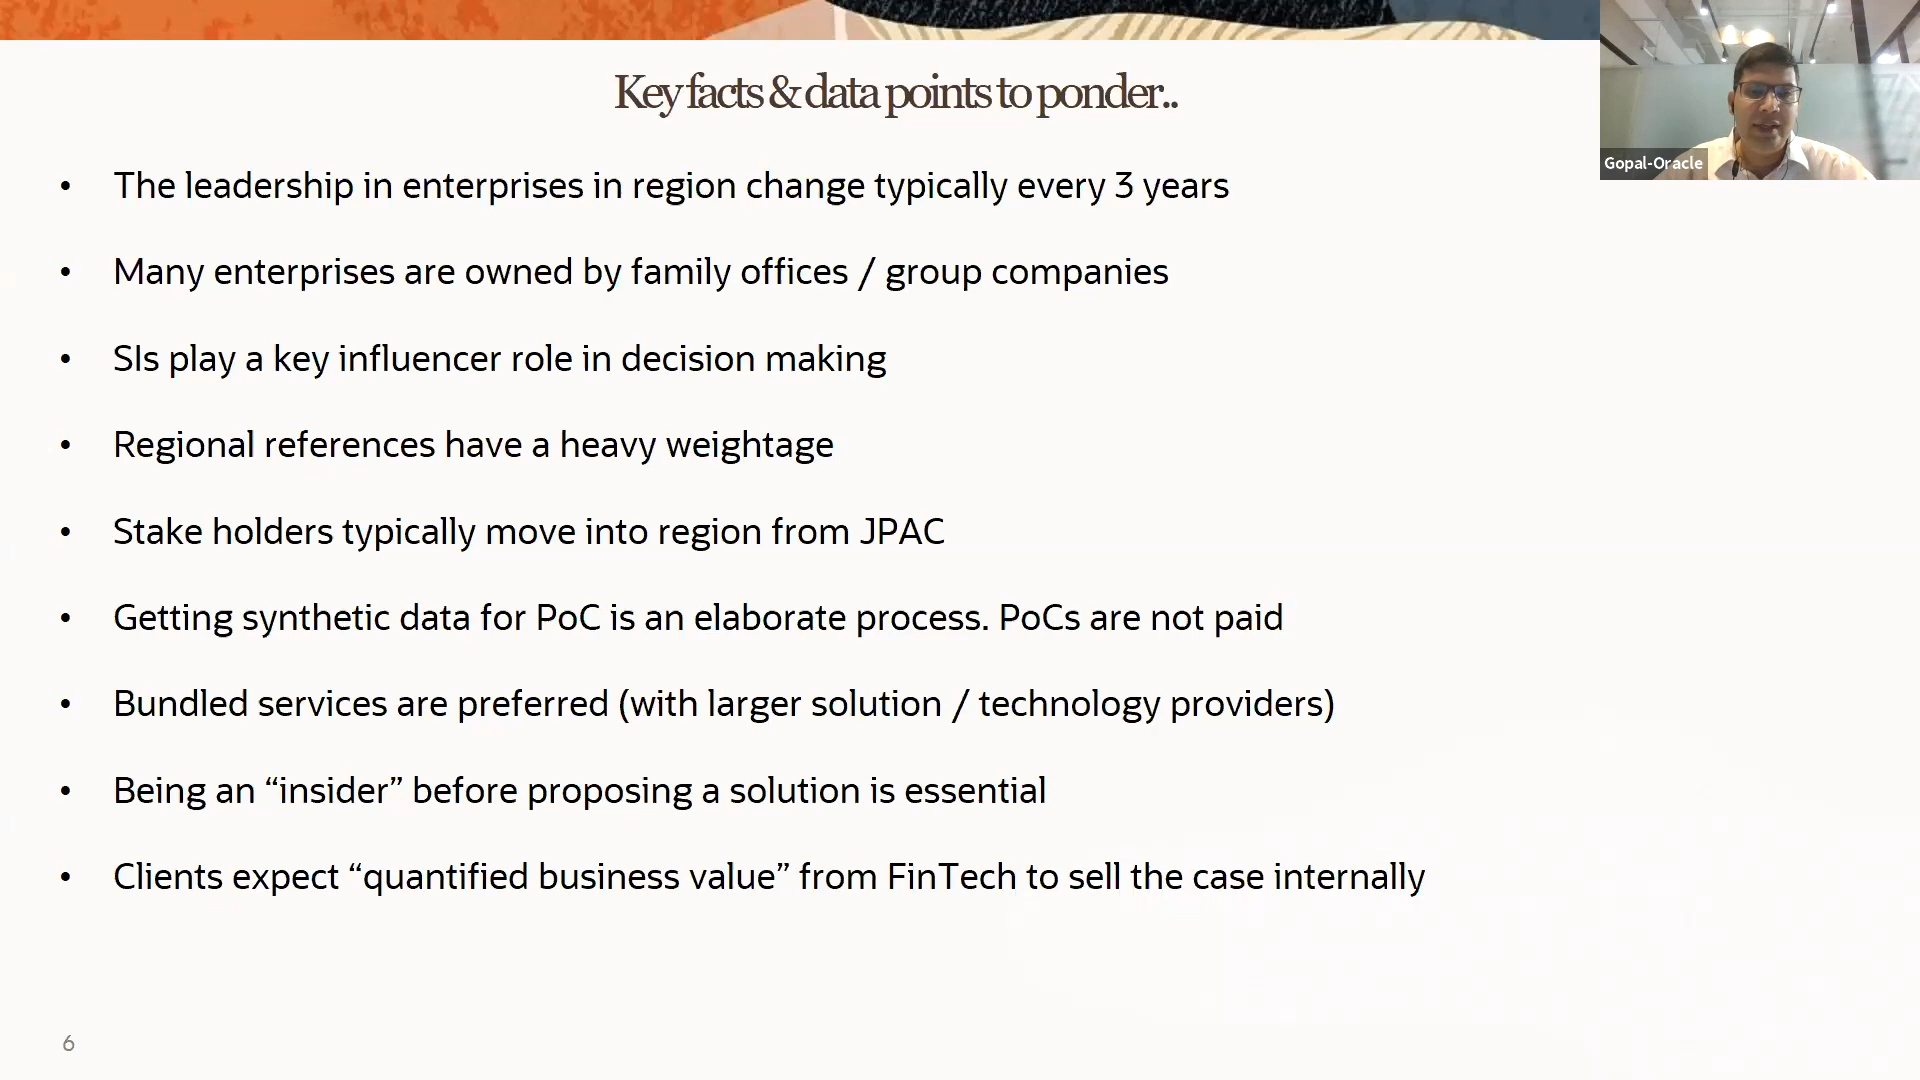 Key facts & data points to ponder..
Gopal-Oracle
• The leadership in enterprises in region change typically every 3 years
• Many enterprises are owned by family offices / group companies
• SIs play a key influencer role in decision making
• Regional references have a heavy weightage
• Stake holders typically move into region from JPAC
• Getting synthetic data for PoC is an elaborate process. PoCs are not paid
• Bundled services are preferred (with larger solution / technology providers)
• Being an “insider” before proposing a solution is essential
• Clients expect “quantified business value” from FinTech to sell the case internally
6